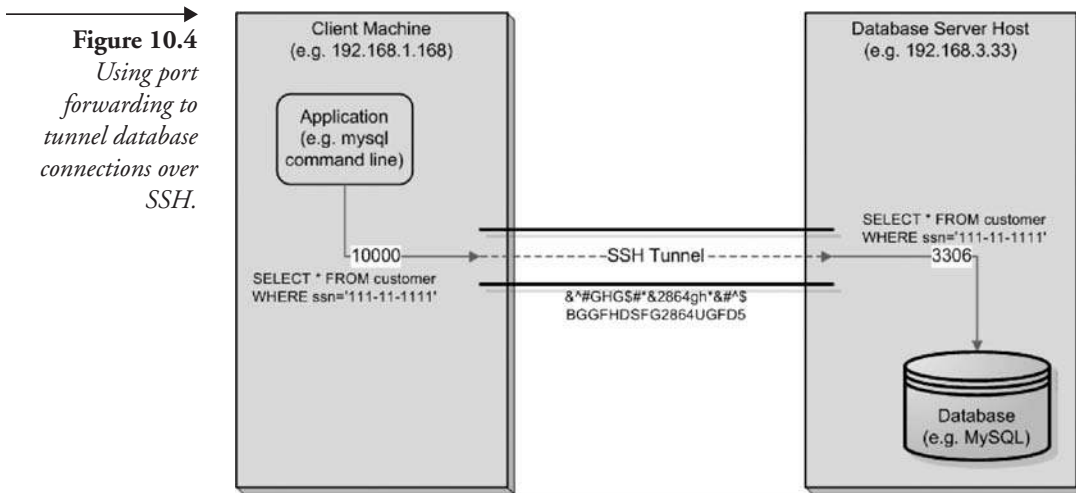 Figure 10.4
Using port
forwarding to
tunnel database
connections over
SSH.
Client Machine
(e.g. 192.168.1.168)
Application
(e.g. mysql
command line)
10000
SELECT * FROM customer
WHERE ssn='111-11-1111'
SSH Tunnel
&^#GHG$#*&2864gh*&#^$
BGGFHDSFG2864UGFD5
Database Server Host
(e.g. 192.168.3.33)
SELECT * FROM customer
WHERE ssn='111-11-1111'
3306
Database
(e.g. MySQL)